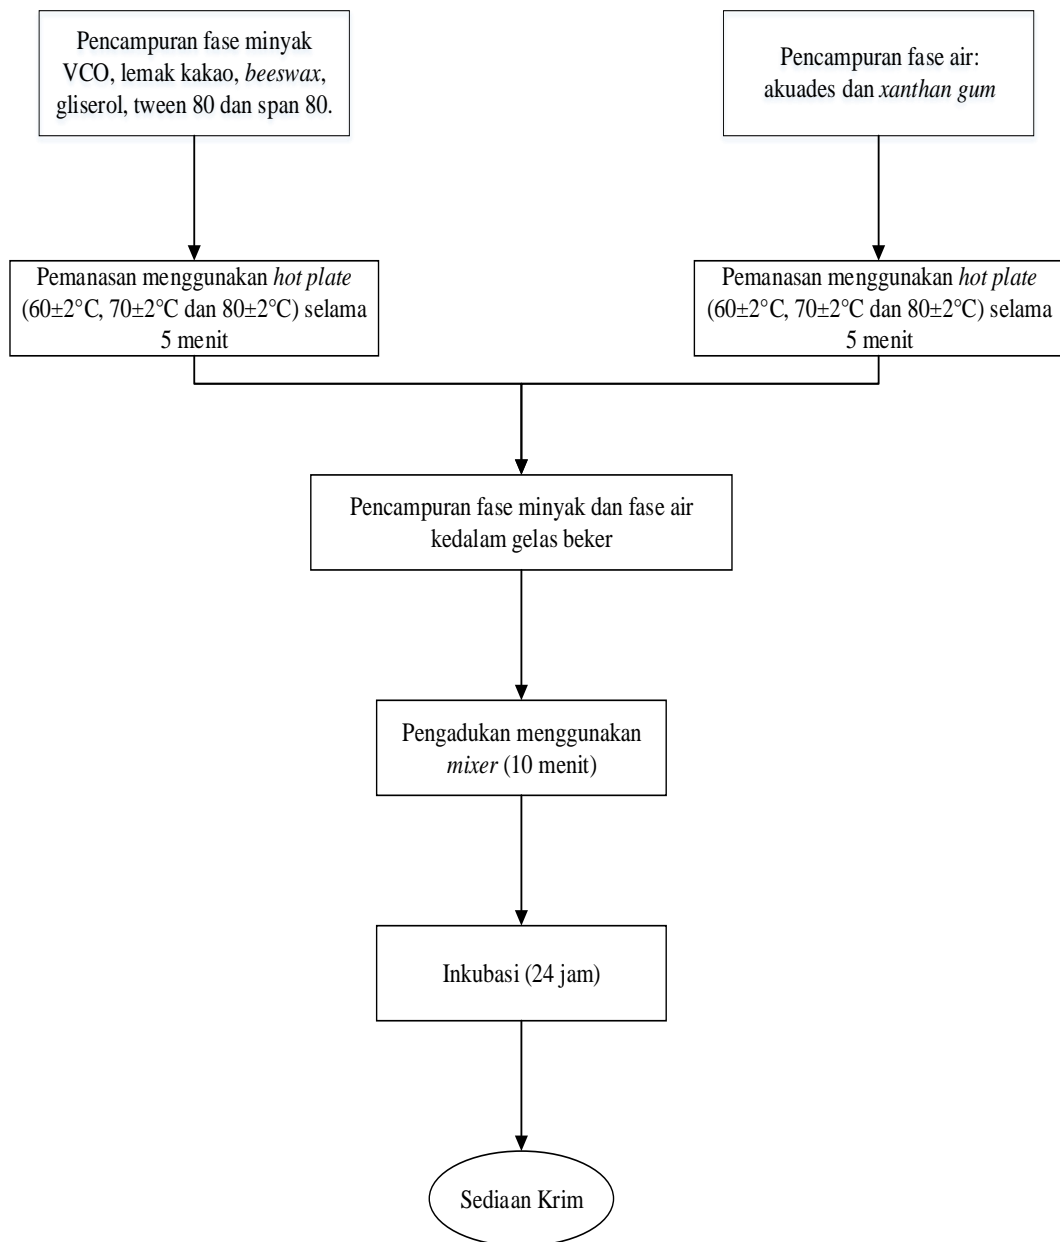 Pencampuran fase minyak
VCO, lemak kakao, beeswax,
gliserol, tween 80 dan span 80.
Pencampuran fase air:
akuades dan xanthan gum
Pemanasan menggunakan hot plate
(60±2°C, 70±2°C dan 80±2°C) selama
5 menit
Pemanasan menggunakan hot plate
(60±2°C, 70±2°C dan 80±2°C) selama
5 menit
Pencampuran fase minyak dan fase air
kedalam gelas beker
Pengadukan menggunakan
mixer (10 menit)
Inkubasi (24 jam)
Sediaan Krim